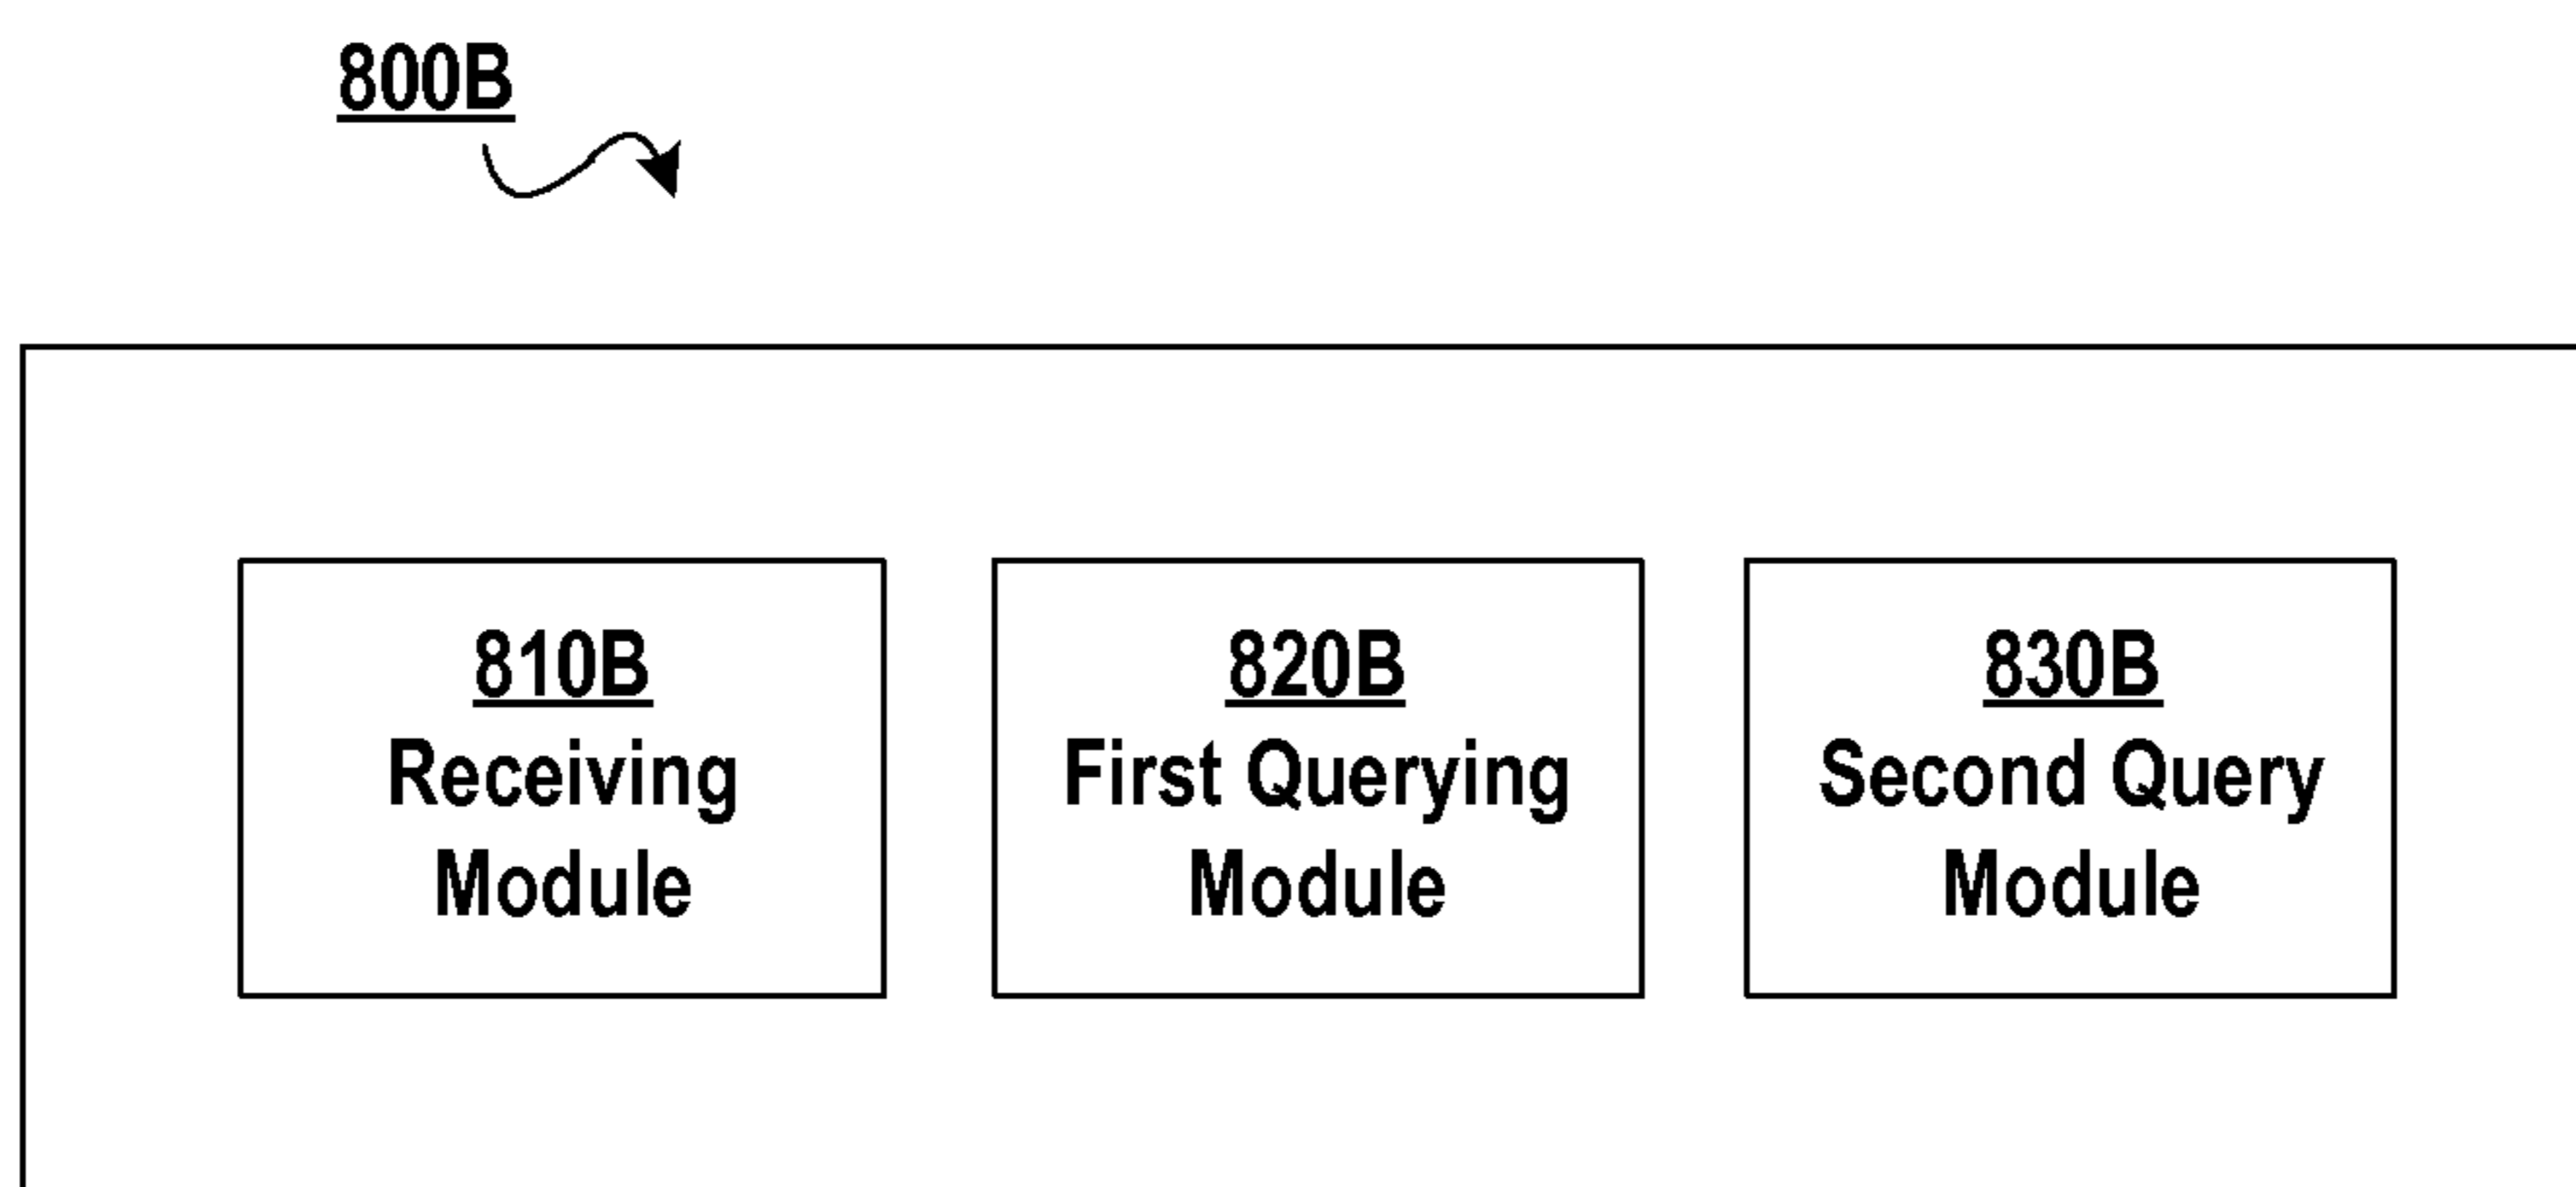 800B
810B
Receiving
Module
820B
First Querying
Module
830B
Second Query
Module